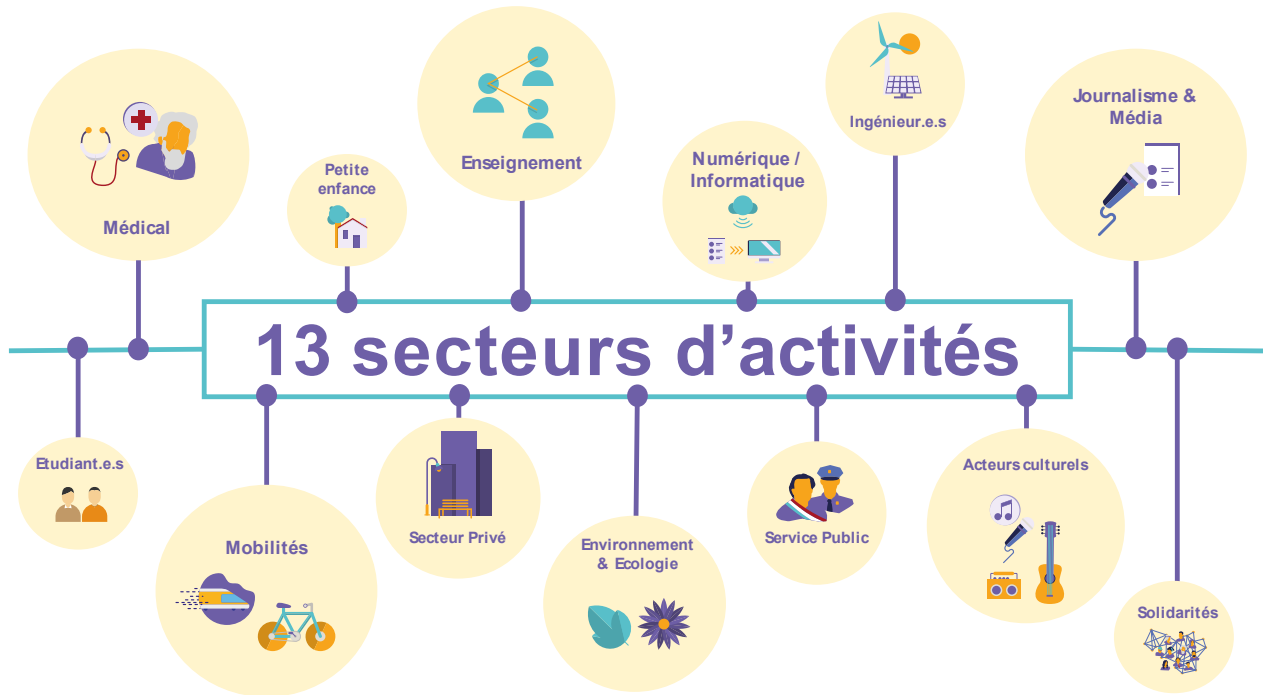 Médical
Petite
enfance
Enseignement
Numérique /
Informatique
Ingénieur.e.s
Journalisme &
Média
13 secteurs d'activités
Etudiant.e.s
Mobilités
Secteur Privé
Environnement
& Ecologie
Service Public
Acteurs culturels
Solidarités